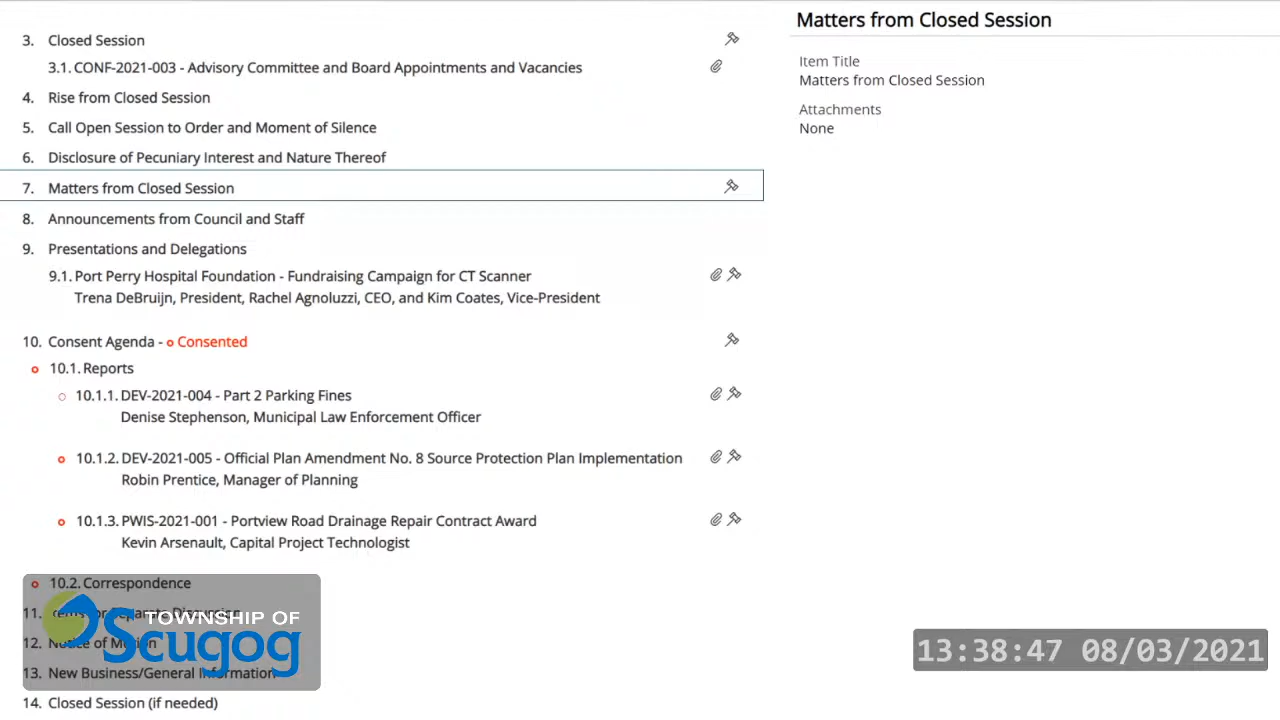 3. Closed Session
3.1. CONF-2021-003 - Advisory Committee and Board Appointments and Vacancies
4. Rise from Closed Session
5. Call Open Session to Order and Moment of Silence
6. Disclosure of Pecuniary Interest and Nature Thereof
7. Matters from Closed Session
8. Announcements from Council and Staff
9. Presentations and Delegations
9.1. Port Perry Hospital Foundation - Fundraising Campaign for CT Scanner
Trena DeBruijn, President, Rachel Agnoluzzi, CEO, and Kim Coates, Vice-President
10. Consent Agenda - Consented
10.1. Reports
10.1.1. DEV-2021-004 - Part 2 Parking Fines
Denise Stephenson, Municipal Law Enforcement Officer
10.1.2. DEV-2021-005 - Official Plan Amendment No. 8 Source Protection Plan Implementation
Robin Prentice, Manager of Planning
10.1.3. PWIS-2021-001 - Portview Road Drainage Repair Contract Award
Kevin Arsenault, Capital Project Technologist
10.2. Correspondence
11. Items for Separate Discussion
12. Notice of Motion
13. New Business/General Information
14. Closed Session (if needed)
TOWNSHIP OF
Scugog
Matters from Closed Session
Item Title
Matters from Closed Session
Attachments
None
13:38:47 08/03/2021